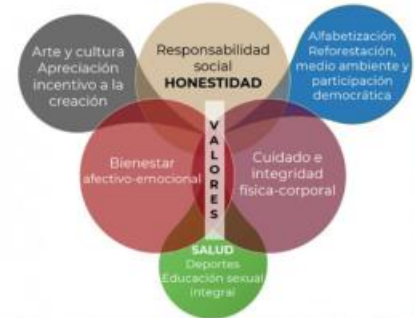 Arte y cultura
Apreciación
incentivo a la
creación
Responsabilidad
social
HONESTIDAD
Alfabetización
Reforestación,
medio ambiente y
participación
democrática
VALORES
Bienestar
afectivo-emocional
Cuidado e
integridad
física-corporal
SALUD
Deportes
Educación sexual
integral